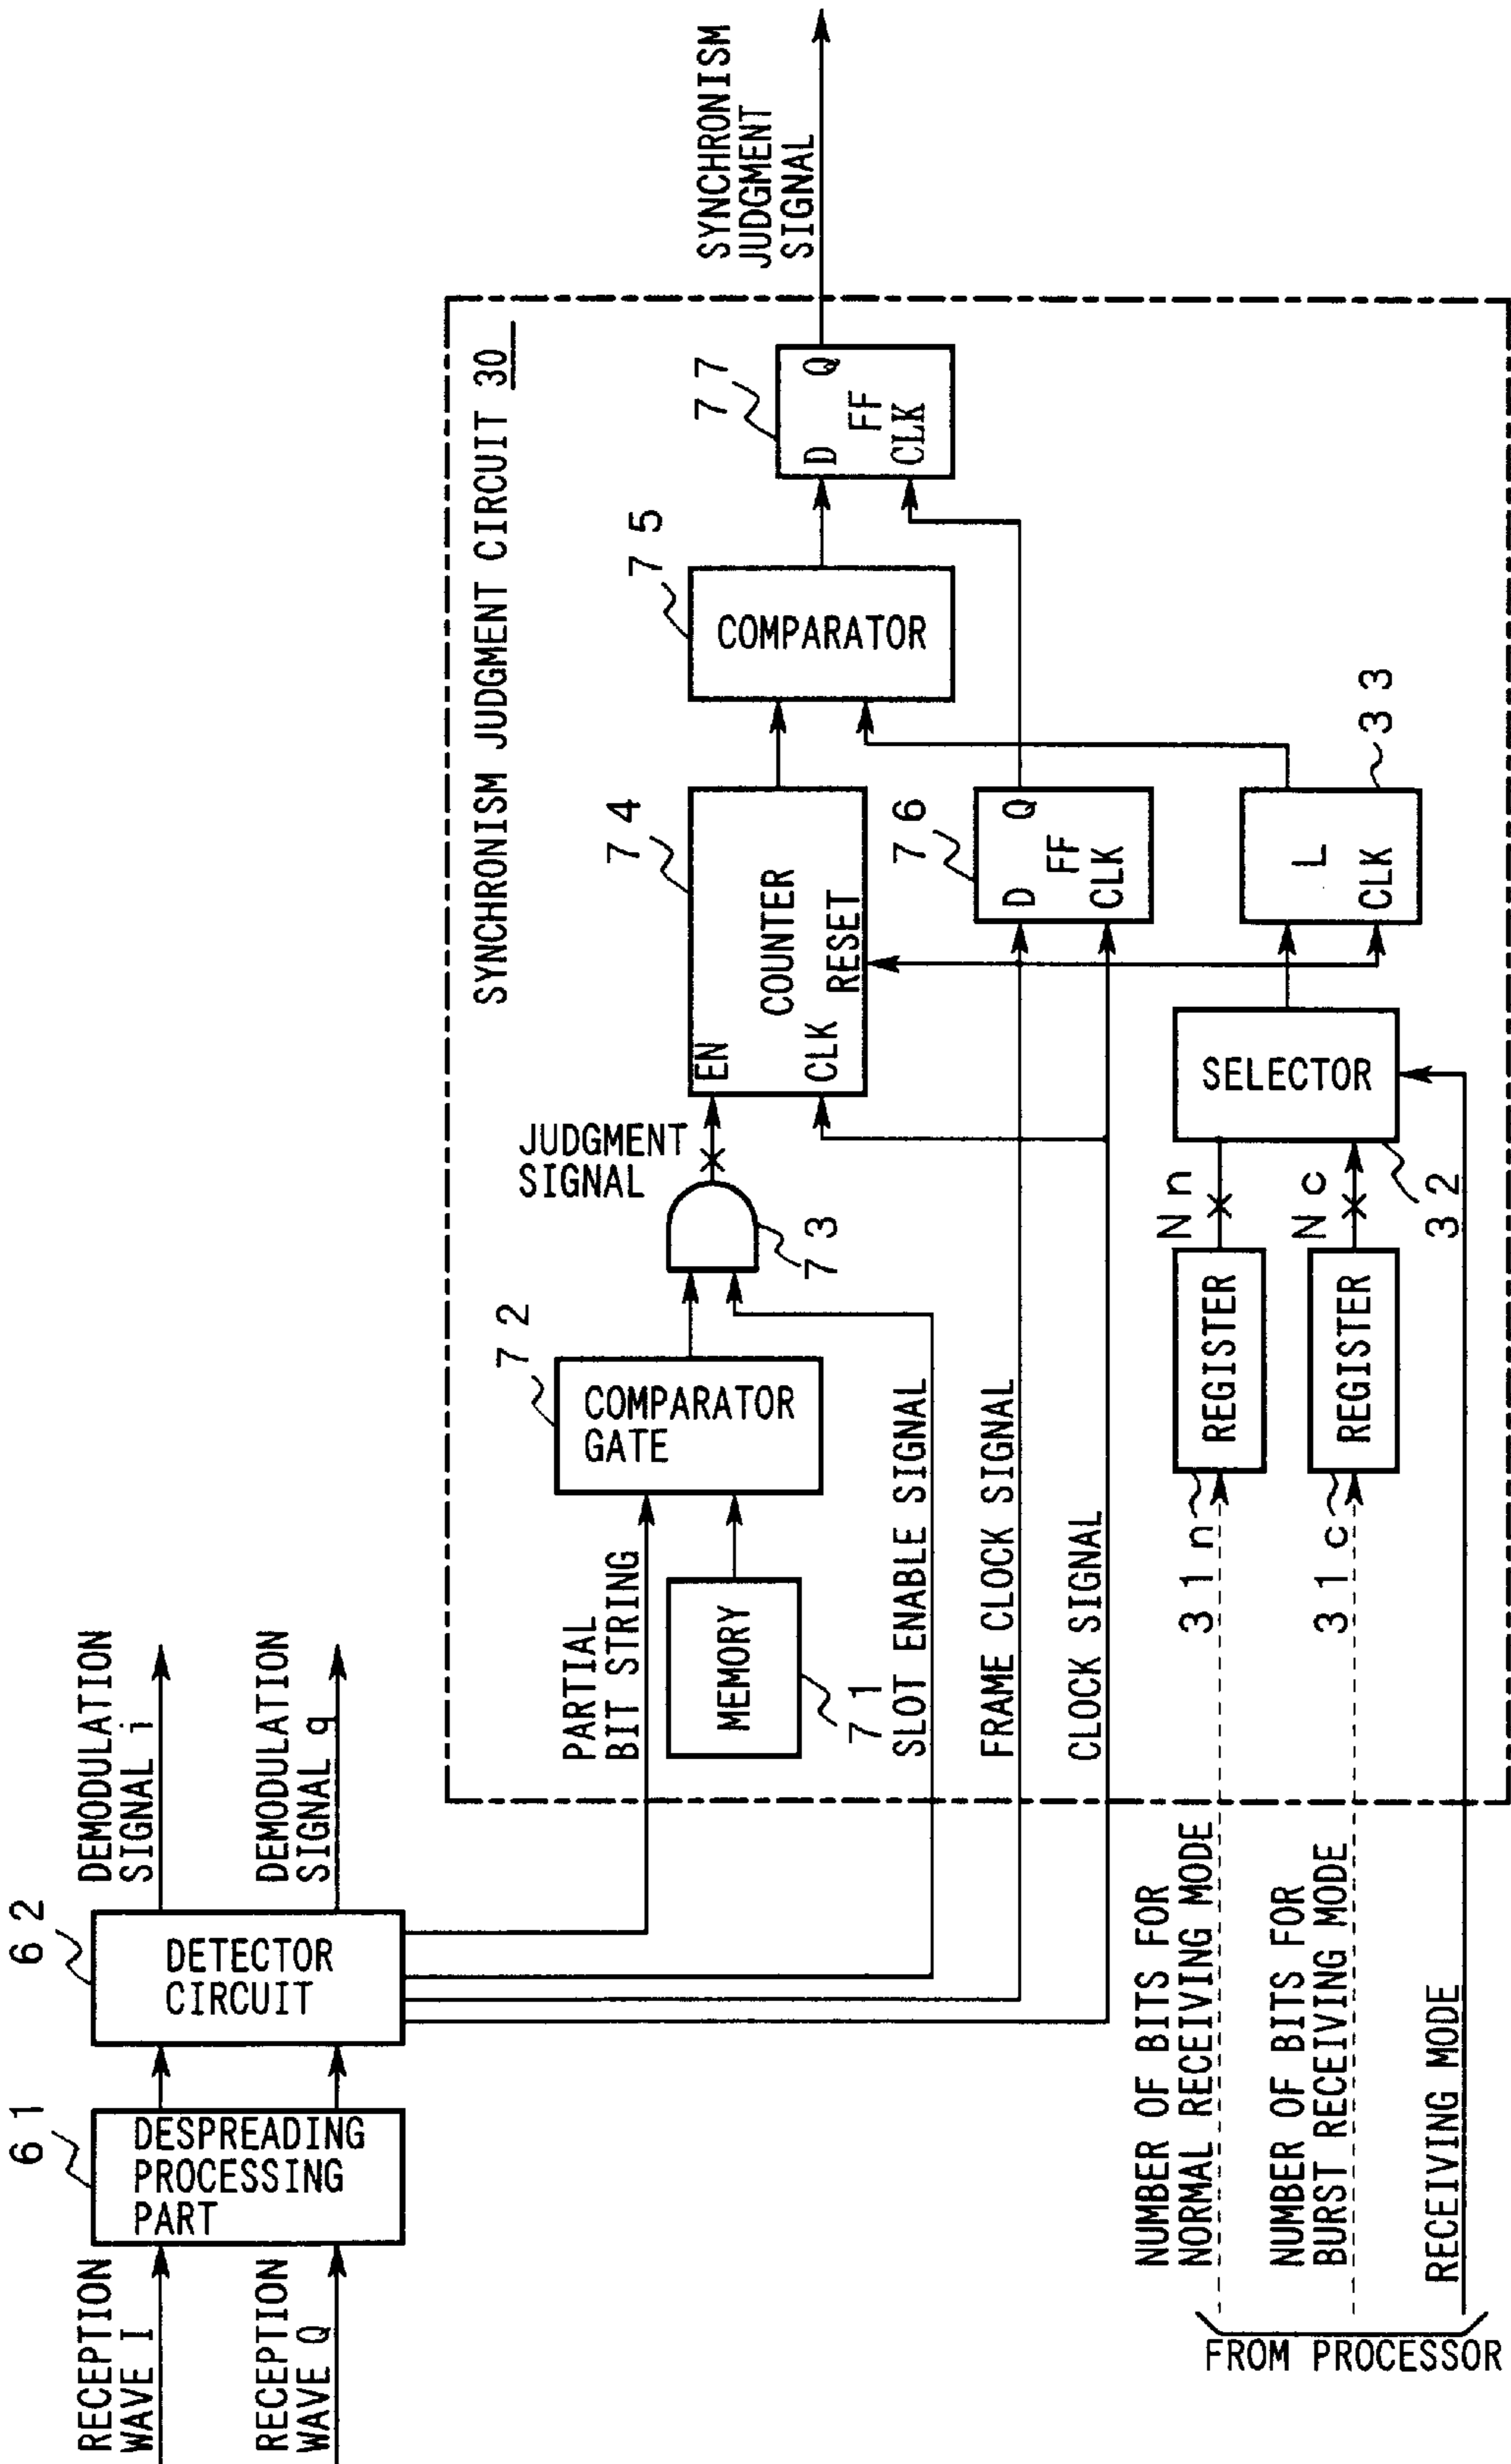 RECEPTION
WAVE I
RECEPTION
WAVE Q
61
DESPREADING
PROCESSING
PART
62
DETECTOR
CIRCUIT
DEMODULATION
SIGNAL i
DEMODULATION
SIGNAL q
SYNCHRONISM JUDGMENT CIRCUIT 30
PARTIAL
BIT STRING
MEMORY
71
72
COMPARATOR
GATE
73
JUDGMENT
SIGNAL
74
EN
COUNTER
CLK
RESET
75
COMPARATOR
77
D Q
FF
CLK
SYNCHRONISM
JUDGMENT
SIGNAL
SLOT ENABLE SIGNAL
FRAME CLOCK SIGNAL
CLOCK SIGNAL
76
D Q
FF
CLK
NUMBER OF BITS FOR
NORMAL RECEIVING MODE
31n
REGISTER
Nn
NUMBER OF BITS FOR
BURST RECEIVING MODE
31c
REGISTER
Nc
SELECTOR
32
L
CLK
33
RECEIVING MODE
FROM PROCESSOR